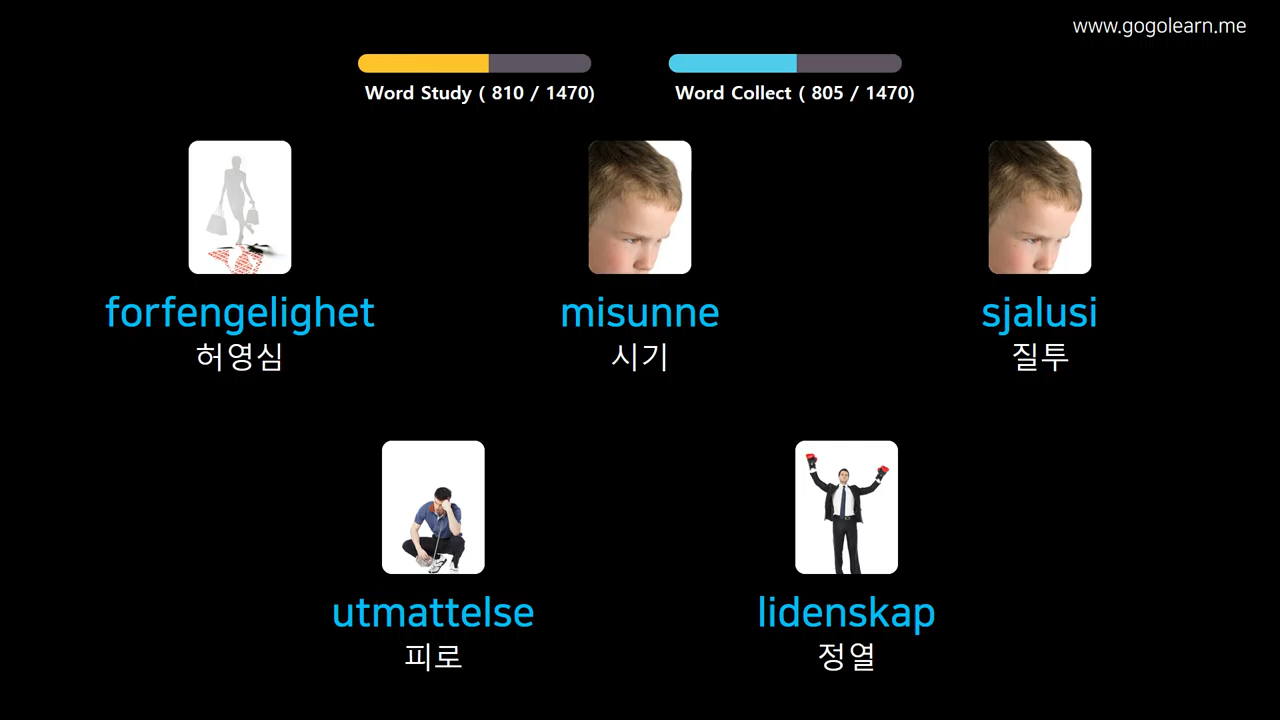 www.gogolearn.me
Word Study ( 810 / 1470)
Word Collect ( 805 / 1470)
forfengelighet
허영심
misunne
시기
sjalusi
질투
utmattelse
피로
lidenskap
정열